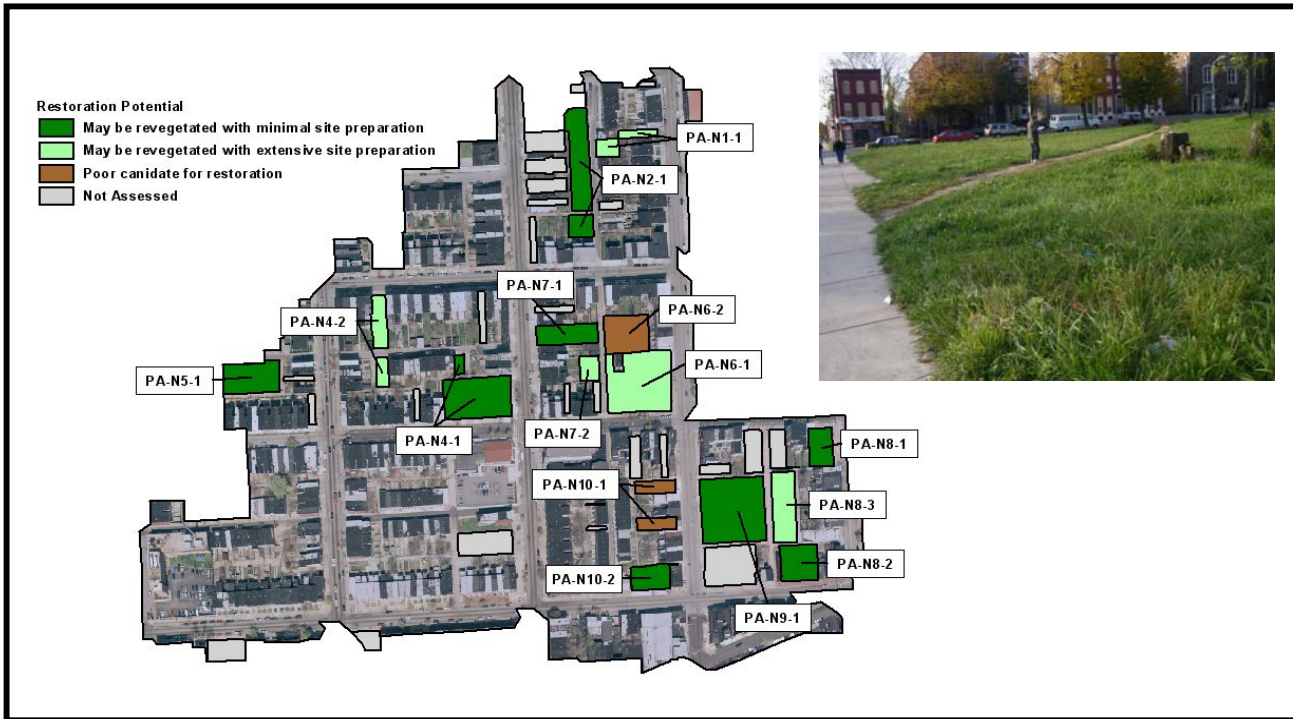 Restoration Potential
May be revegetated with minimal site preparation
May be revegetated with extensive site preparation
Poor canidate for restoration
Not Assessed
PA-N1-1
PA-N2-1
PA-N7-1
PA-N6-2
PA-N4-2
PA-N6-1
PA-N5-1
PA-N4-1
PA-N7-2
PA-N8-1
PA-N10-1
PA-N8-3
PA-N8-2
PA-N10-2
PA-N9-1